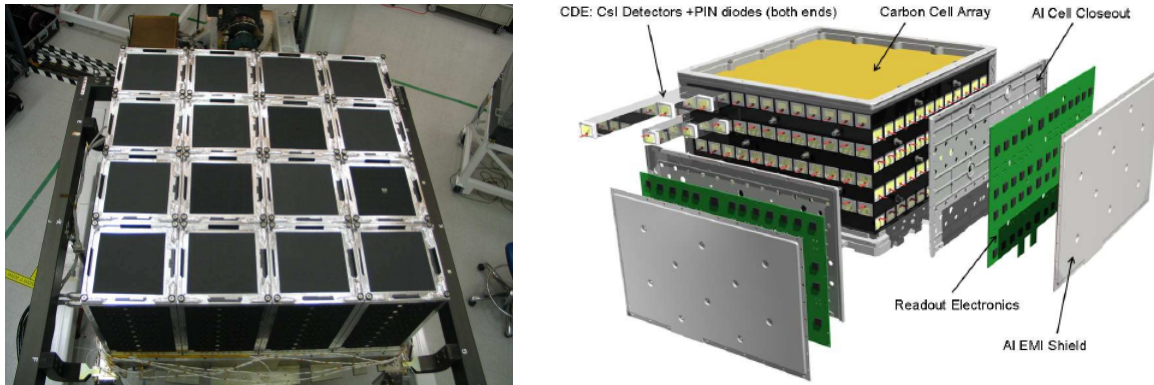 CDE: CsI Detectors +PIN diodes (both ends)
Carbon Cell Array
Al Cell Closeout
Readout Electronics
Al EMI Shield